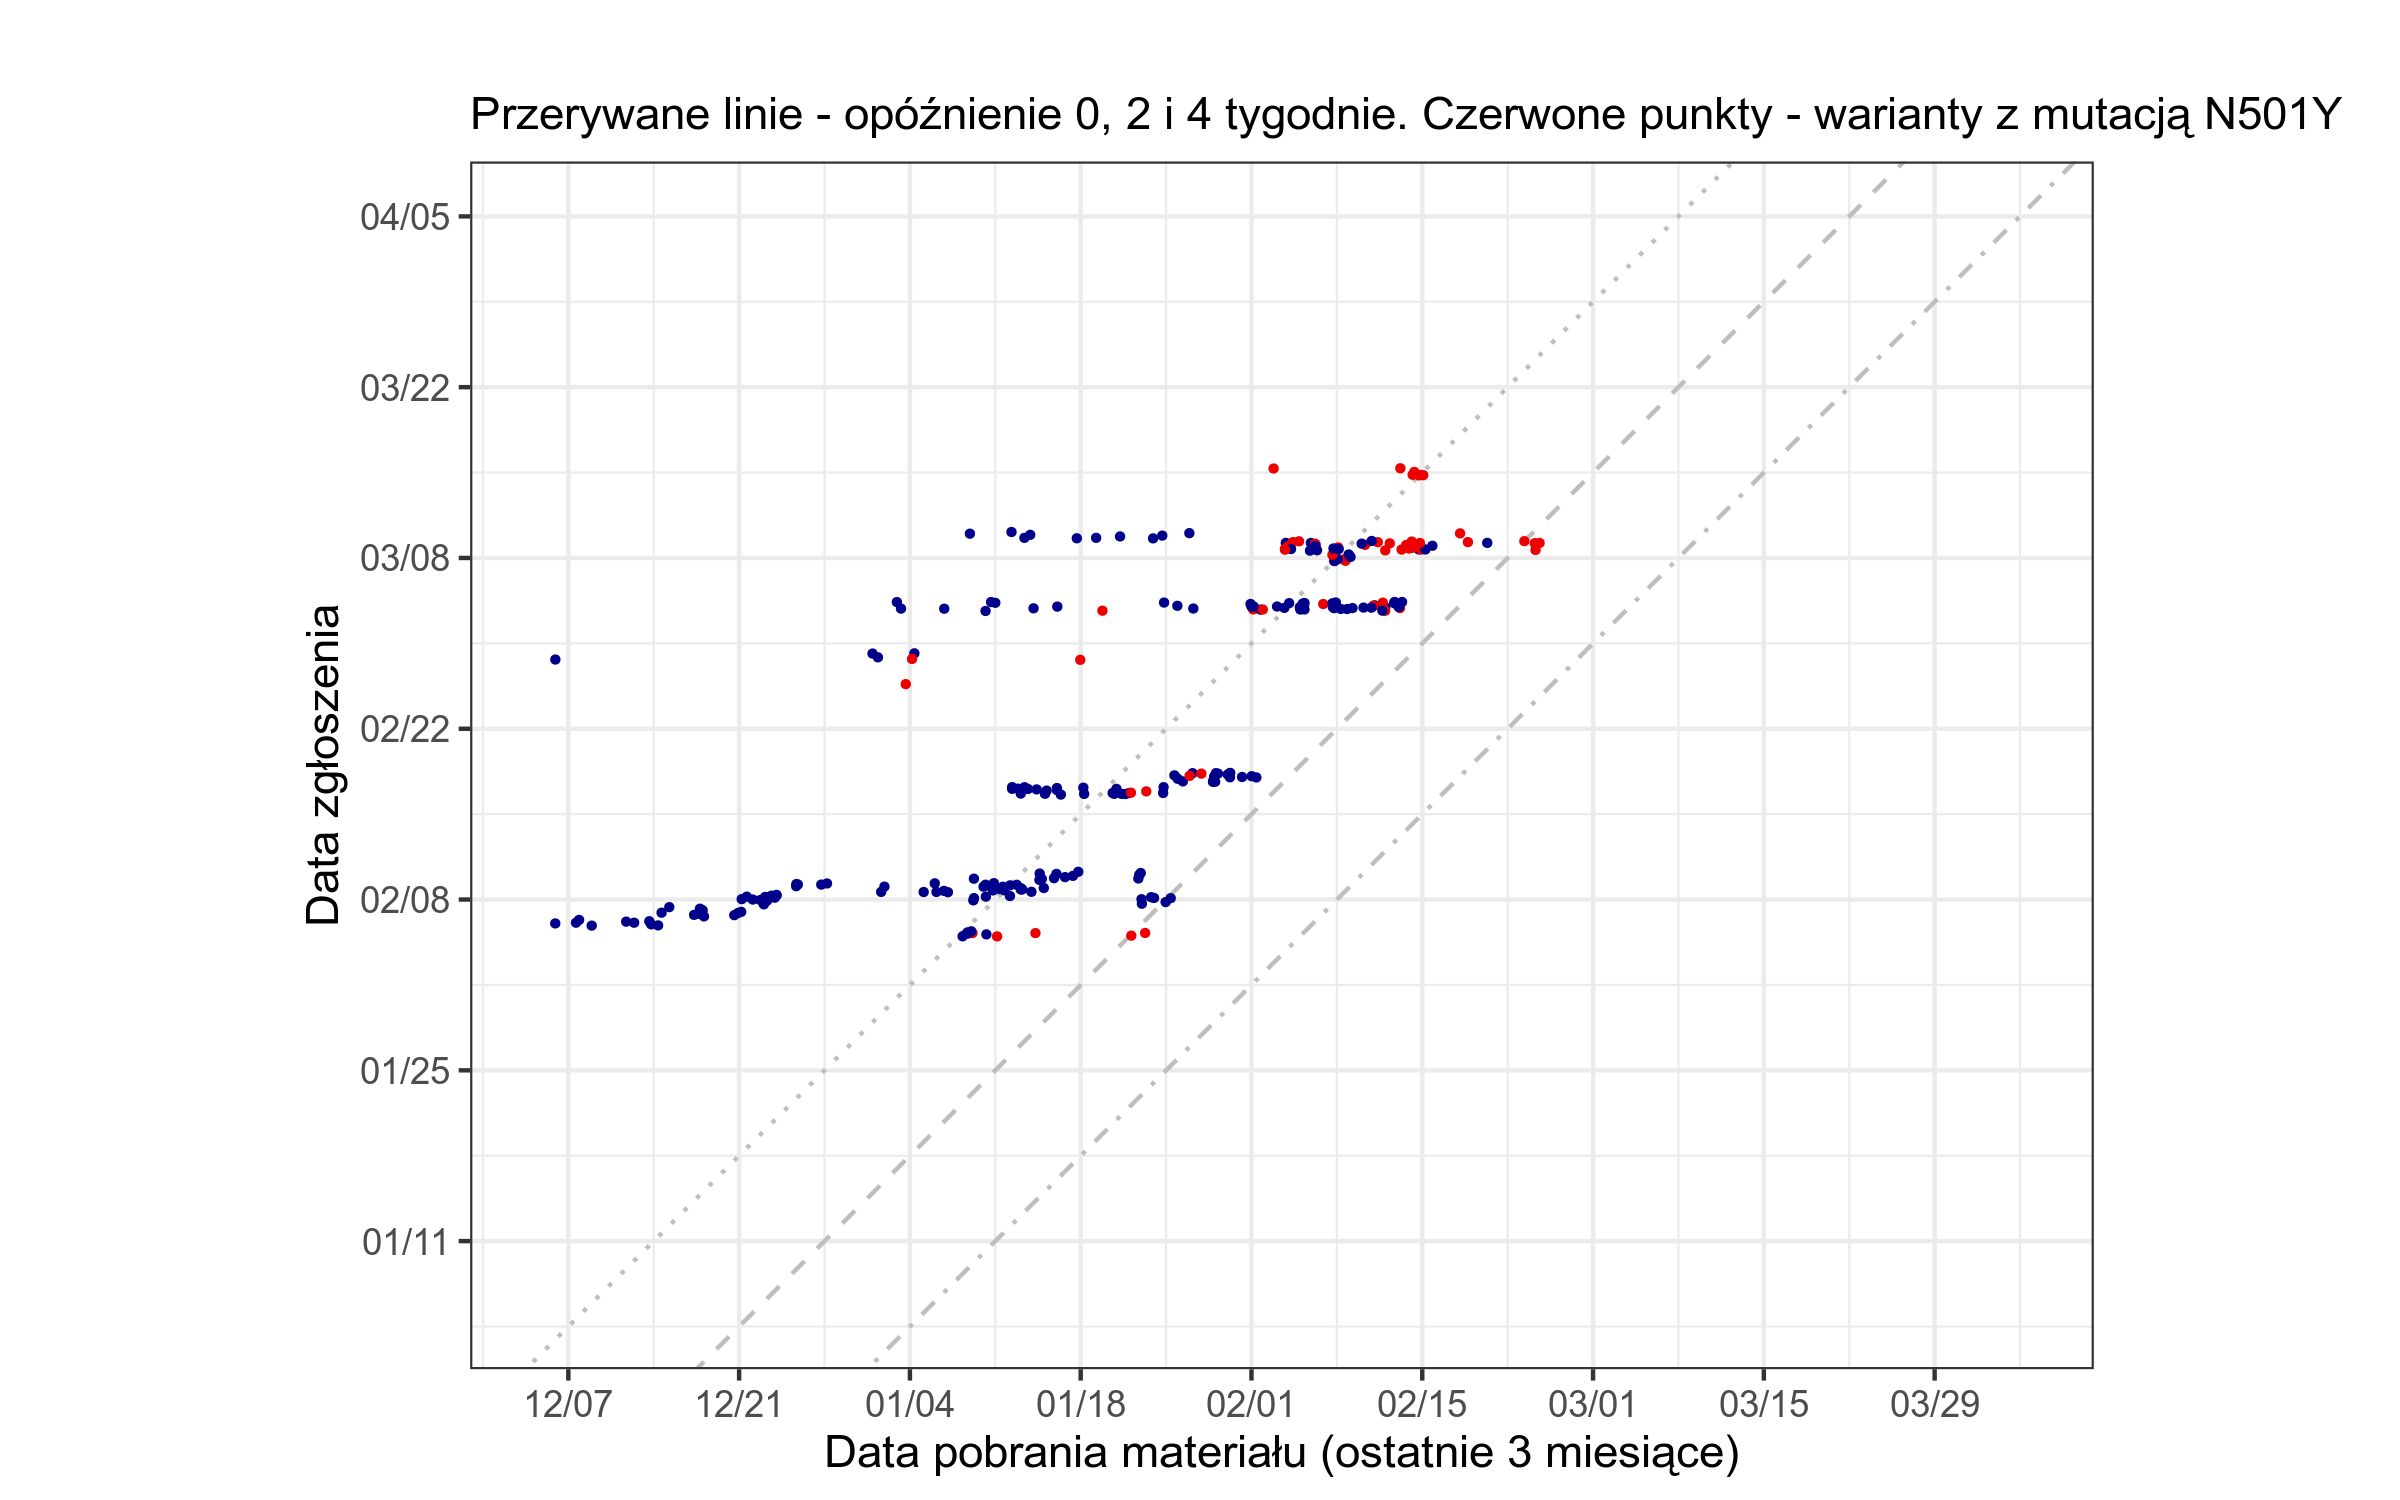 Przerywane linie - opóźnienie 0, 2 i 4 tygodnie. Czerwone punkty - warianty z mutacją N501Y
Data zgłoszenia
04/05
03/22
03/08
02/22
02/08
01/25
01/11
12/07 12/21 01/04 01/18 02/01 02/15 03/01 03/15 03/29
Data pobrania materiału (ostatnie 3 miesiące)